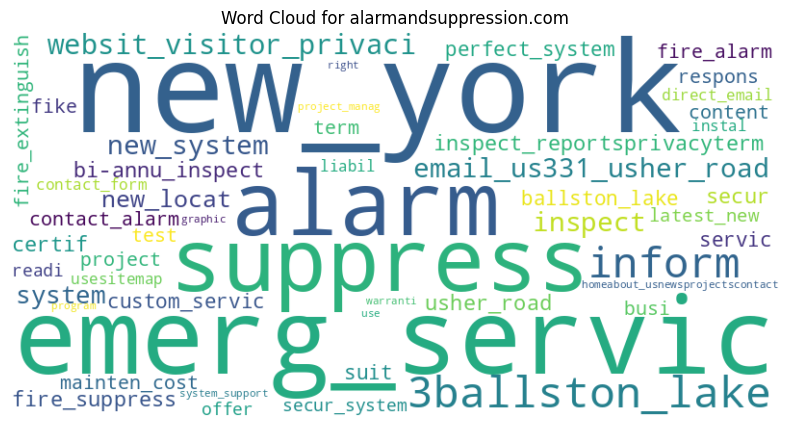 Word Cloud for alarmandsuppression.com
websit_visitor_privaci
new_york
perfect_system
fire_alarm
right
respons
fire_extinguish
fike
project_manag
direct_email
content
term
instal
new_system
inspect_reportsprivacyterm
bi-annu_inspect
liabil
email_us331_usher_road
contact_form
new_locat
alarm
ballston_lake
secur
contact_alarm
graphic
inspect
latest_new
certif
test
servic
project
suppress
inform
readi
usesitemap
homeabout_usnewsprojectscontact
system
custom_servic
warranti
usher_road
busi
program
use
emerg_servic
suit
mainten_cost
3ballston_lake
fire_suppress
system_support
offer
secur_system